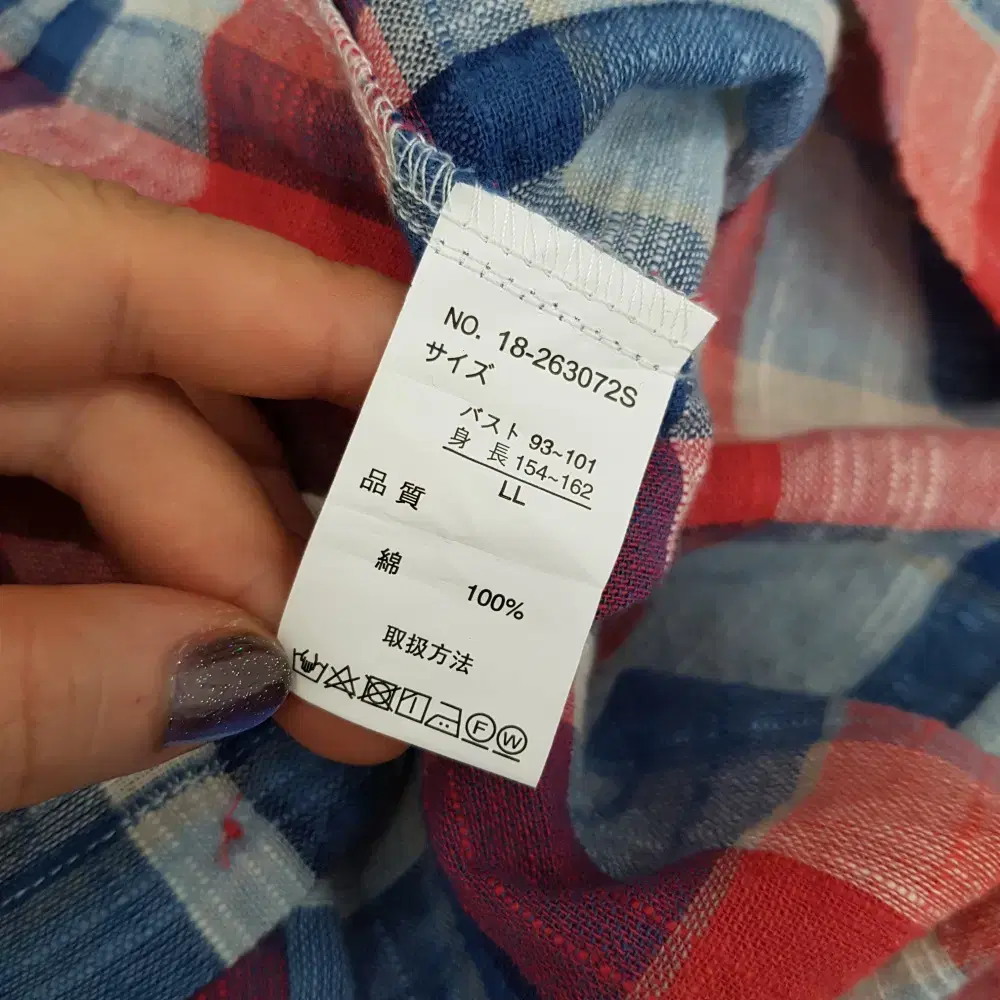 NO. 18-263072S
サイズ
バスト 93~101
身 長 154~162
LL
品 質
綿 100%
取扱方法
F W